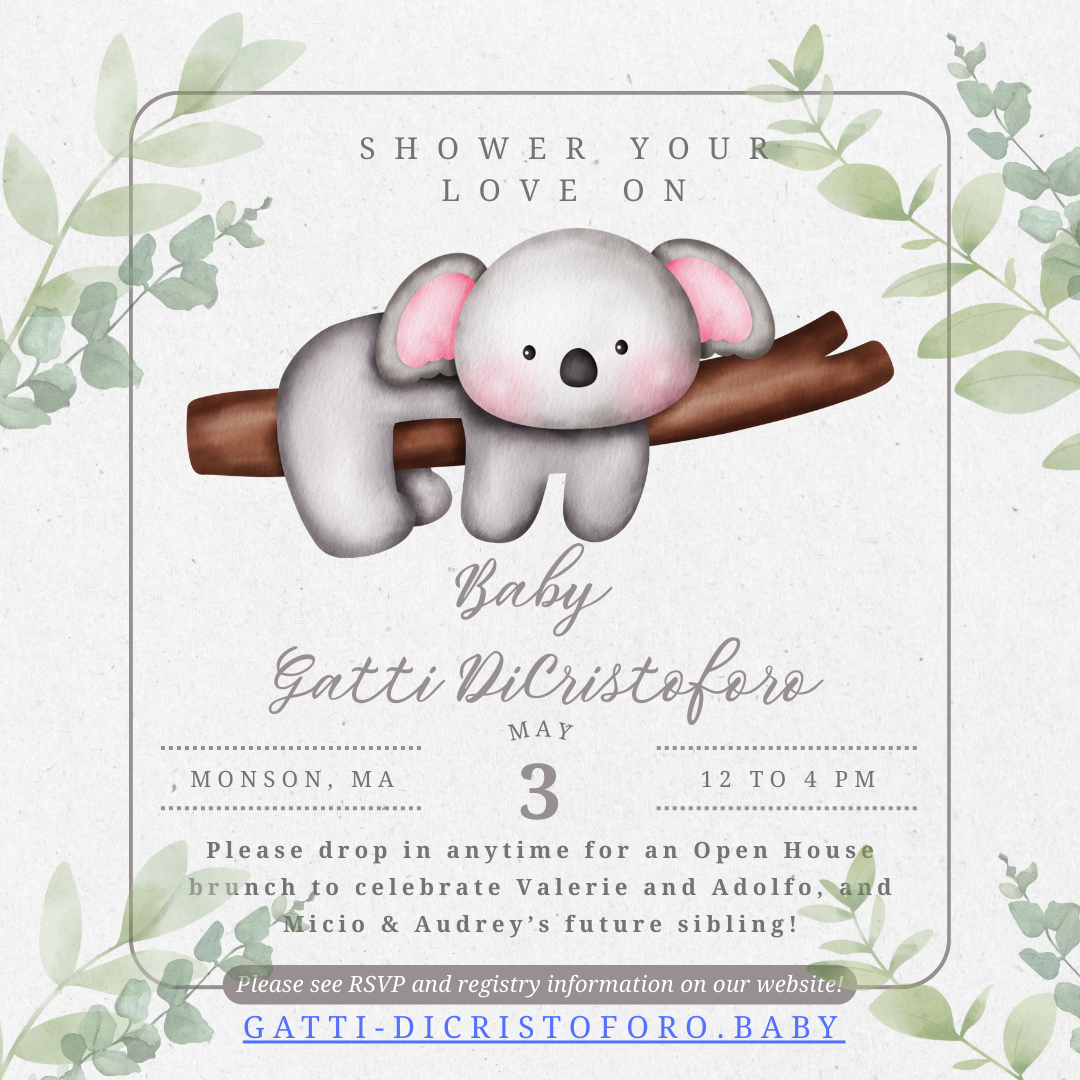 SHOWER YOUR
LOVE ON
Baby
Gatti DiCristoforo
MAY
MONSON, MA
3
12 TO 4 PM
Please drop in anytime for an Open House
brunch to celebrate Valerie and Adolfo, and
Micio & Audrey’s future sibling!
Please see RSVP and registry information on our website!
GATTI-DICRISTOFORO.BABY